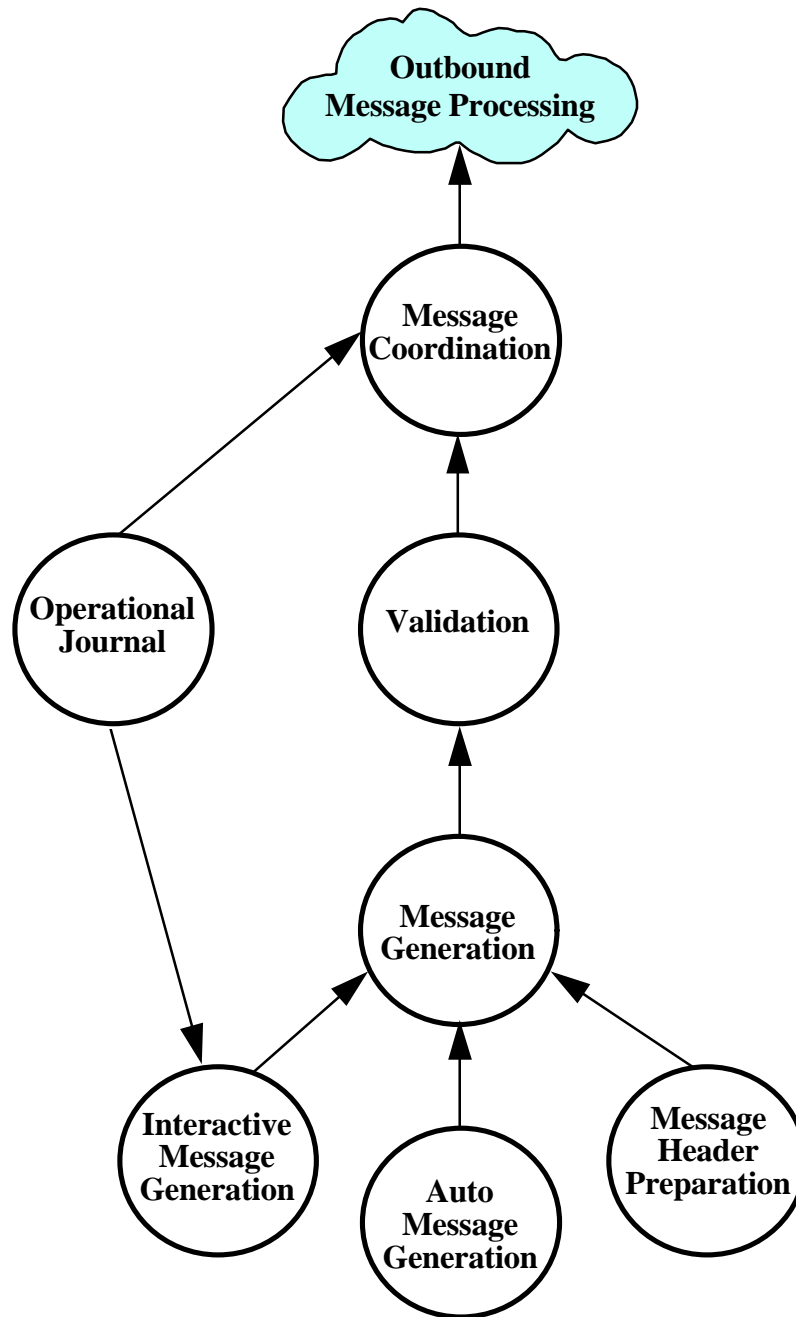 Outbound
Message Processing
Message
Coordination
Operational
Journal
Validation
Message
Generation
Interactive
Message
Generation
Auto
Message
Generation
Message
Header
Preparation